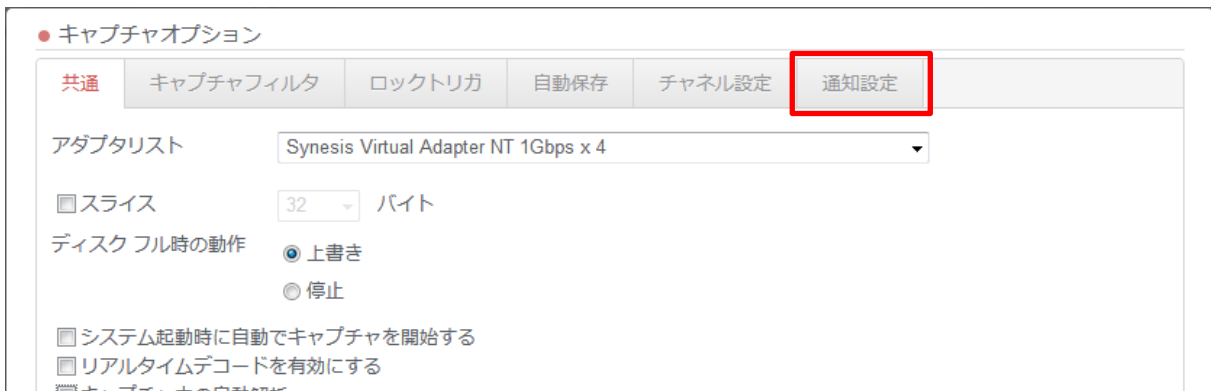 キャプチャオプション
共通 キャプチャフィルタ ロックトリガ 自動保存 チャネル設定 通知設定
アダプタリスト Synesis Virtual Adapter NT 1Gbps x 4
スライス 32 バイト
ディスク フル時の動作 上書き
停止
システム起動時に自動でキャプチャを開始する
リアルタイムデコードを有効にする